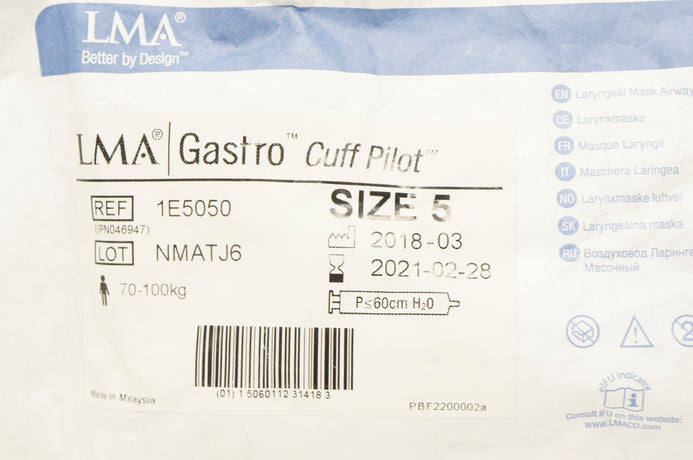 LMA®
Better by Design™
LMA® Gastro™ Cuff Pilot™
REF 1E5050
(IPN046947)
LOT NMATJ6
70-100kg
SIZE 5
2018-03
2021-02-28
P≤60cm H₂O
(01) 1 5060112 31418 3
Made in Malaysia
PBF2200002a
EN Laryngeal Mask Airway
DE Larynxmaske
FR Masque Laryngé
IT Maschera Laringea
NO Larynxmaske luftvei
SK Laryngealna maska
RU Воздуховод Ларинге
Масочный
2
eIFU indicator
i
Consult IFU on this website:
www.LMACO.com